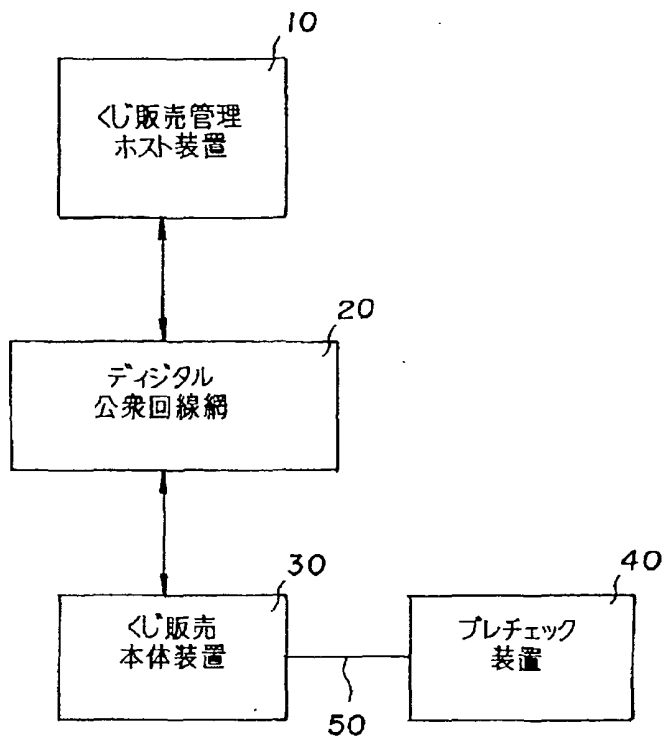 10
くじ販売管理
ホスト装置
20
ディジタル
公衆回線網
30
くじ販売
本体装置
40
プレチェック
装置
50